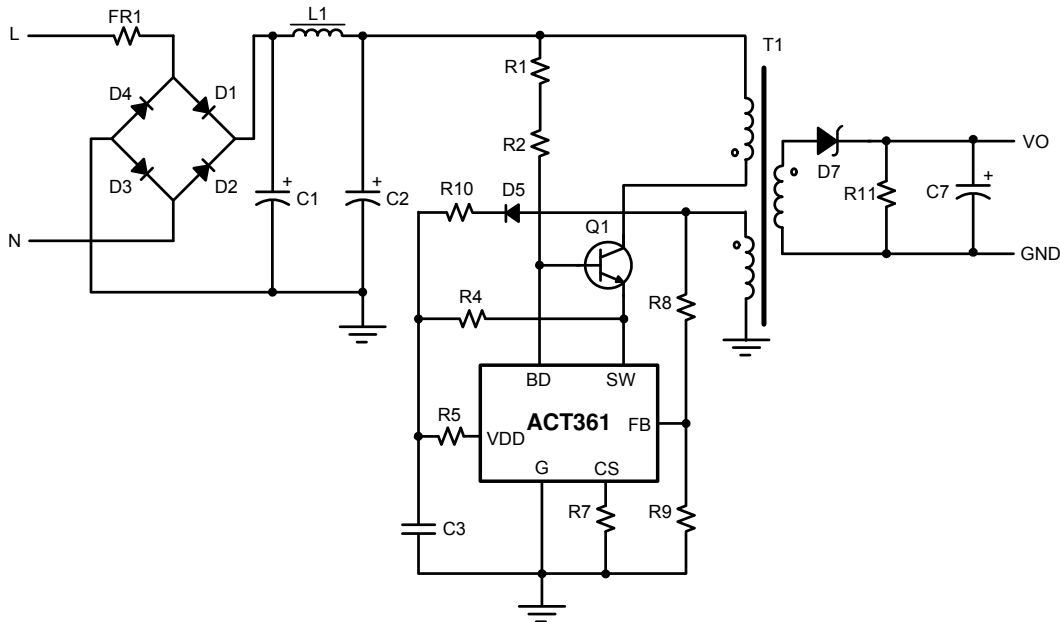 FR1
L1
L
T1
R1
D4
D1
R2
VO
D3
D2
D7
R11
C7
C1
C2
R10
D5
Q1
N
GND
R4
R8
BD
SW
ACT361
R5
FB
VDD
G
CS
R7
R9
C3
+
+
+